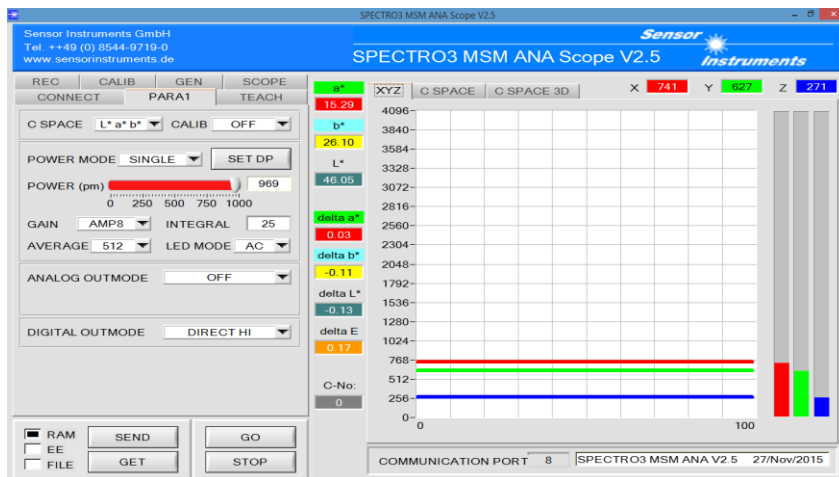 SPECTRO3 MSM ANA Scope V2.5
Sensor Instruments GmbH
Tel. ++49 (0) 8544-9719-0
www.sensorinstruments.de
Sensor Instruments
SPECTRO3 MSM ANA Scope V2.5
REC CALIB GEN SCOPE
CONNECT PARA1 TEACH
C SPACE L* a* b* CALIB OFF
POWER MODE SINGLE SET DP
POWER (pm) 969
0 250 500 750 1000
GAIN AMP8 INTEGRAL 25
AVERAGE 512 LED MODE AC
ANALOG OUTMODE OFF
DIGITAL OUTMODE DIRECT HI
RAM SEND GO
EE
FILE GET STOP
a*
15.29
b*
26.10
L*
46.05
delta a*
0.03
delta b*
-0.11
delta L*
-0.13
delta E
0.17
C-No:
0
XYZ C SPACE C SPACE 3D X 741 Y 627 Z 271
4096
3840
3584
3328
3072
2816
2560
2304
2048
1792
1536
1280
1024
768
512
256
0
0 100
COMMUNICATION PORT 8 SPECTRO3 MSM ANA V2.5 27/Nov/2015